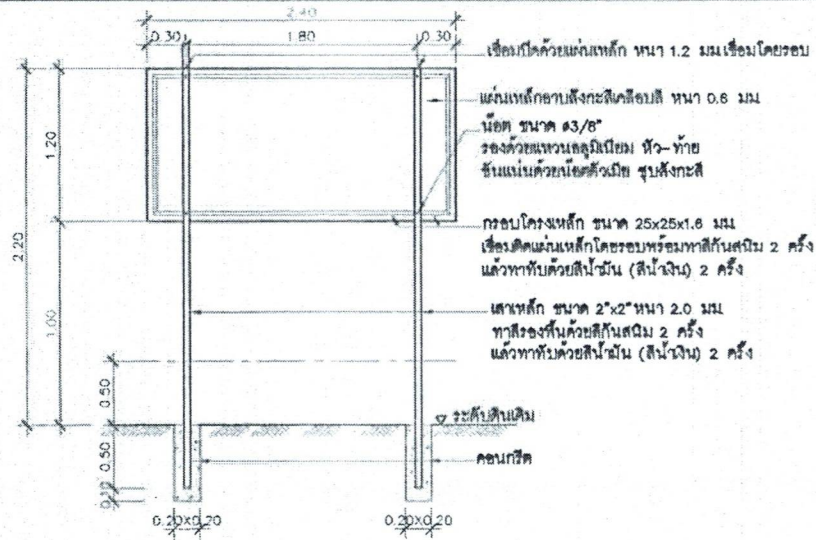 2.40
0.30
1.80
0.30
เชื่อมปิดด้วยแผ่นเหล็ก หนา 1.2 มม.เชื่อมโดยรอบ
แผ่นเหล็กอาบสังกะสีเคลือบสี หนา 0.6 มม.
น๊อต ขนาด ø3/8"
รองด้วยแหวนอลูมิเนียม หัว-ท้าย
ขันแน่นด้วยน๊อตตัวเมีย ชุบสังกะสี
1.20
2.20
กรอบโครงเหล็ก ขนาด 25x25x1.6 มม.
เชื่อมติดแผ่นเหล็กโดยรอบพร้อมทาสีกันสนิม 2 ครั้ง
แล้วทาทับด้วยสีน้ำมัน (สีน้ำเงิน) 2 ครั้ง
1.00
เสาเหล็ก ขนาด 2"x2" หนา 2.0 มม.
ทาสีรองพื้นด้วยสีกันสนิม 2 ครั้ง
แล้วทาทับด้วยสีน้ำมัน (สีน้ำเงิน) 2 ครั้ง
0.50
ระดับดินเดิม
0.50
คอนกรีต
0.10
0.20X0.20
0.20X0.20